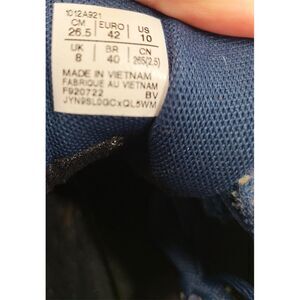 1012A921
CM EURO US
26.5 42 10
UK BR CN
8 40 265(2.5)
MADE IN VIETNAM
FABRIQUE AU VIETNAM
F920722 BV
JYN9SL0GCxQL5WM